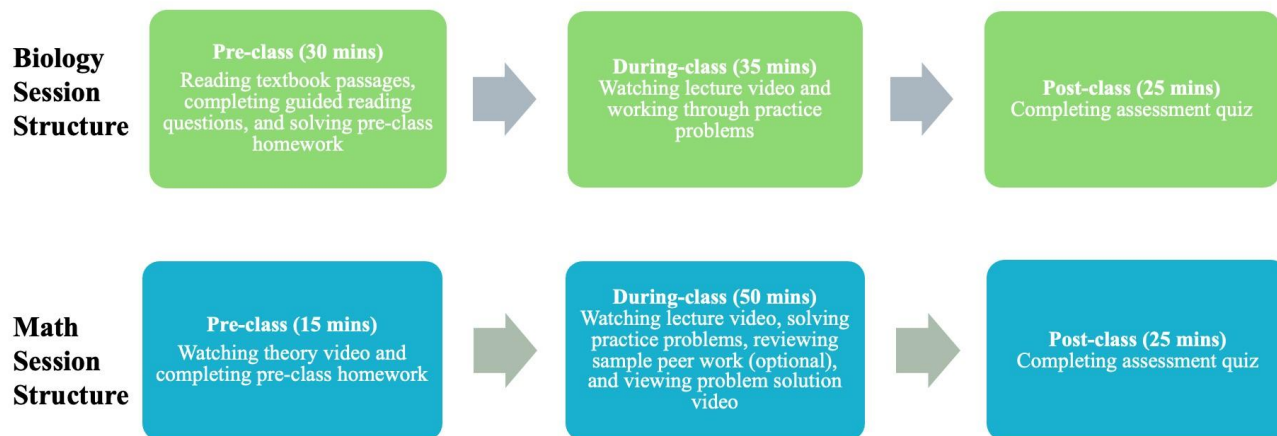 Biology
Session
Structure
Pre-class (30 mins)
Reading textbook passages,
completing guided reading
questions, and solving pre-class
homework
During-class (35 mins)
Watching lecture video and
working through practice
problems
Post-class (25 mins)
Completing assessment quiz
Math
Session
Structure
Pre-class (15 mins)
Watching theory video and
completing pre-class homework
During-class (50 mins)
Watching lecture video, solving
practice problems, reviewing
sample peer work (optional),
and viewing problem solution
video
Post-class (25 mins)
Completing assessment quiz